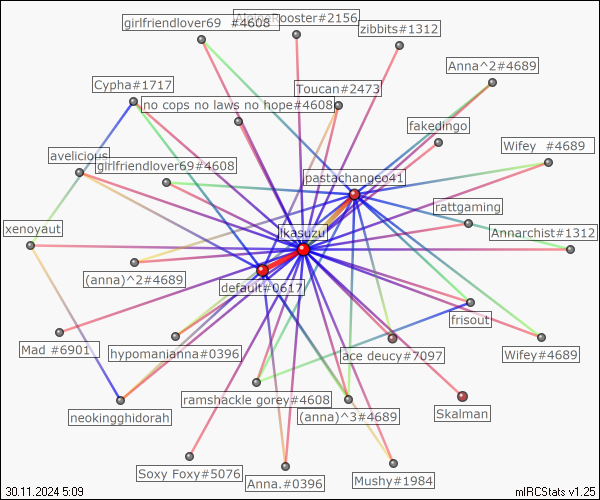 girlfriendlover69 #4608
AlpineRooster#2156
zibbits#1312
Anna^2#4689
Cypha#1717
Toucan#2473
no cops no laws no hope#4608
fakedingo
Wifey #4689
avelicious
girlfriendlover69#4608
pastachangeo41
rattgaming
xenoyaut
ikasuzu
Annarchist#1312
(anna)^2#4689
default#0617
frisout
Mad #6901
hypomanianna#0396
ace deucy#7097
Wifey#4689
neokingghidorah
ramshackle gorey#4608
(anna)^3#4689
Skalman
Soxy Foxy#5076
Anna.#0396
Mushy#1984
30.11.2024 5:09
mIRCStats v1.25